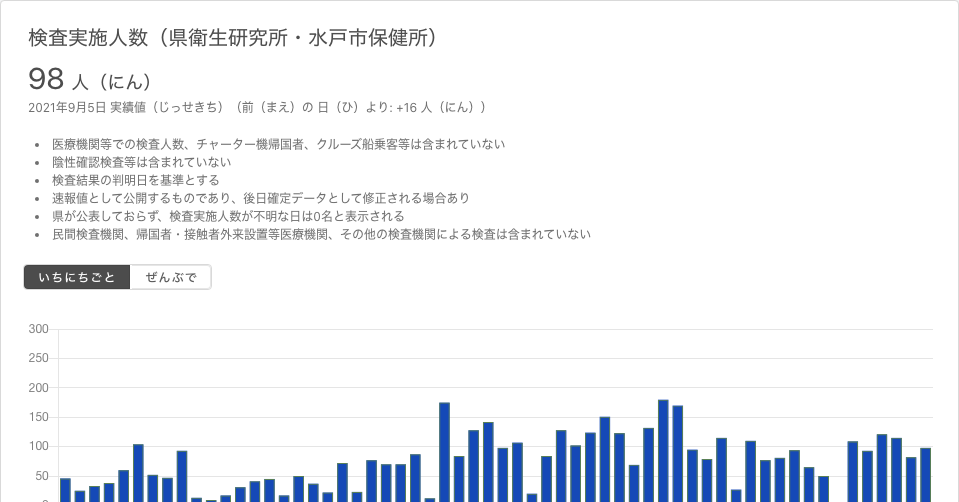 検査実施人数（県衛生研究所・水戸市保健所）
98 人（にん）
2021年9月5日 実績値（じっせきち）（前（まえ）の 日（ひ）より: +16 人（にん））
• 医療機関等での検査人数、チャーター機帰国者、クルーズ船乗客等は含まれていない
• 陰性確認検査等は含まれていない
• 検査結果の判明日を基準とする
• 速報値として公開するものであり、後日確定データとして修正される場合あり
• 県が公表しておらず、検査実施人数が不明な日は0名と表示される
• 民間検査機関、帰国者・接触者外来設置等医療機関、その他の検査機関による検査は含まれていない
いちにちごと ぜんぶで
300
250
200
150
100
50